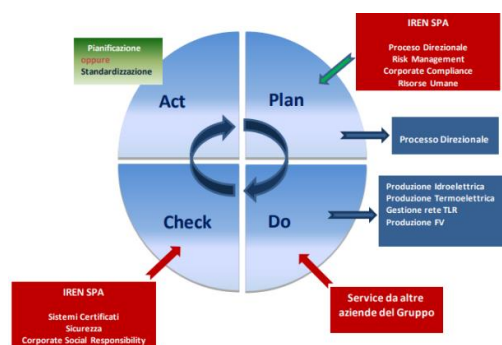 Pianificazione
oppure
Standardizzazione
Act
Plan
IREN SPA
Proceso Direzionale
Risk Management
Corporate Compliance
Risorse Umane
Processo Direzionale
Check
Do
Produzione Idroelettrica
Produzione Termoelettrica
Gestione rete TLR
Produzione FV
IREN SPA
Sistemi Certificati
Sicurezza
Corporate Social Responsibility
Service da altre
aziende del Gruppo